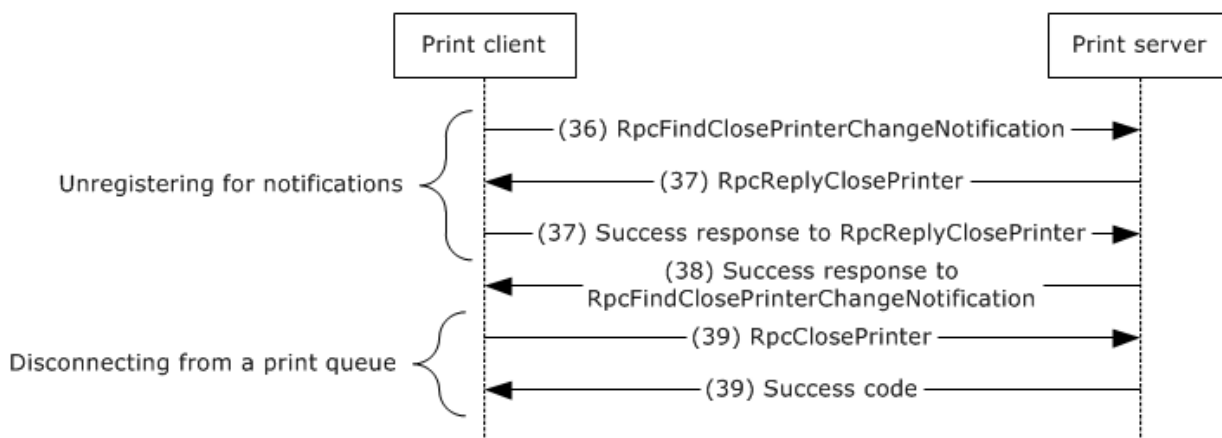 Print client
Print server
(36) RpcFindClosePrinterChangeNotification
Unregistering for notifications
(37) RpcReplyClosePrinter
(37) Success response to RpcReplyClosePrinter
(38) Success response to
RpcFindClosePrinterChangeNotification
(39) RpcClosePrinter
Disconnecting from a print queue
(39) Success code